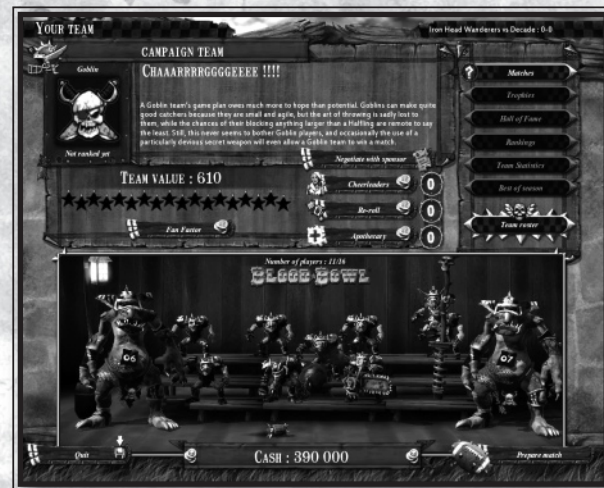 YOUR TEAM
Iron Head Wanderers vs Decade : 0-0
CAMPAIGN TEAM
Goblin
CHAAARRRRGGGGEEEE !!!!
A Goblin team's game plan owes much more to hope than potential. Goblins can make quite
good catchers because they are small and agile, but the art of throwing is sadly lost to
them, while the chances of their blocking anything larger than a Halfling are remote to say
the least. Still, this never seems to bother Goblin players, and occasionally the use of a
particularly devious secret weapon will even allow a Goblin team to win a match.
Not ranked yet
Negotiate with sponsor
TEAM VALUE : 610
Cheerleaders 0
Re-roll 0
Fan Factor
Apothecary 0
Matches
Trophies
Hall of Fame
Rankings
Team Statistics
Best of season
Team roster
Number of players : 11/16
BLOOD BOWL
06
07
Quit
CASH : 390 000
Prepare match